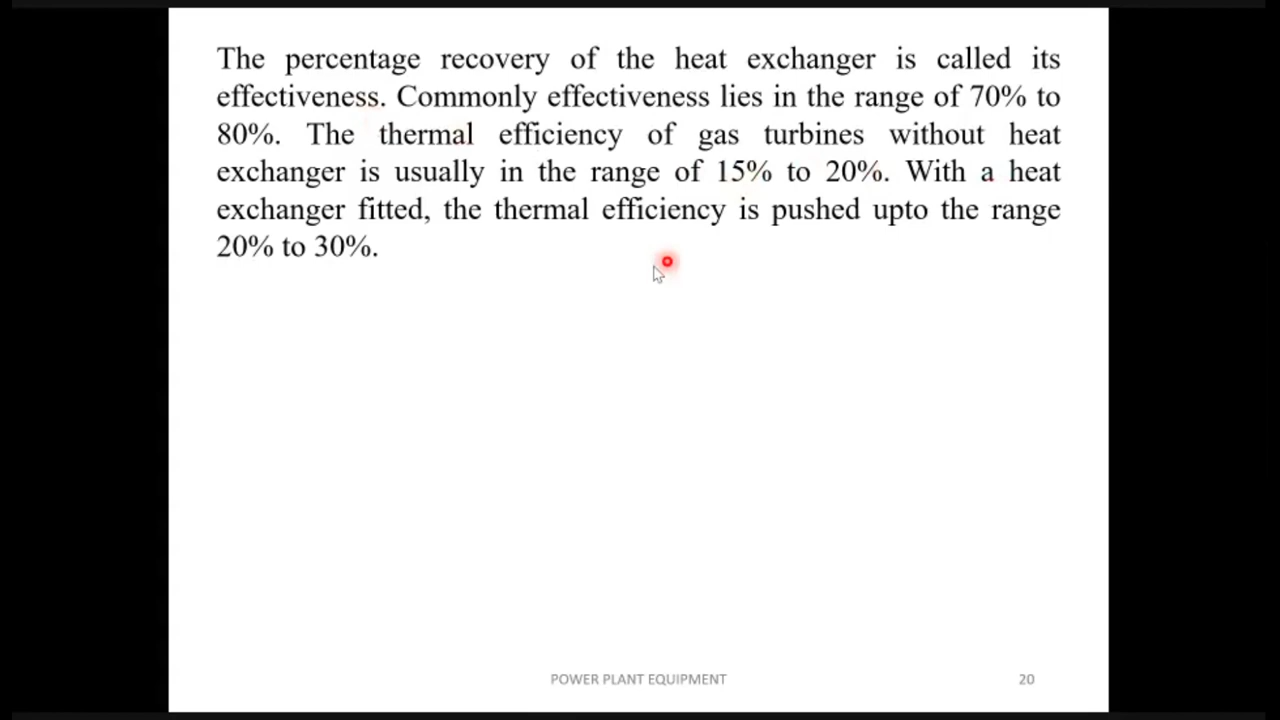 The percentage recovery of the heat exchanger is called its
effectiveness. Commonly effectiveness lies in the range of 70% to
80%. The thermal efficiency of gas turbines without heat
exchanger is usually in the range of 15% to 20%. With a heat
exchanger fitted, the thermal efficiency is pushed upto the range
20% to 30%.
POWER PLANT EQUIPMENT
20